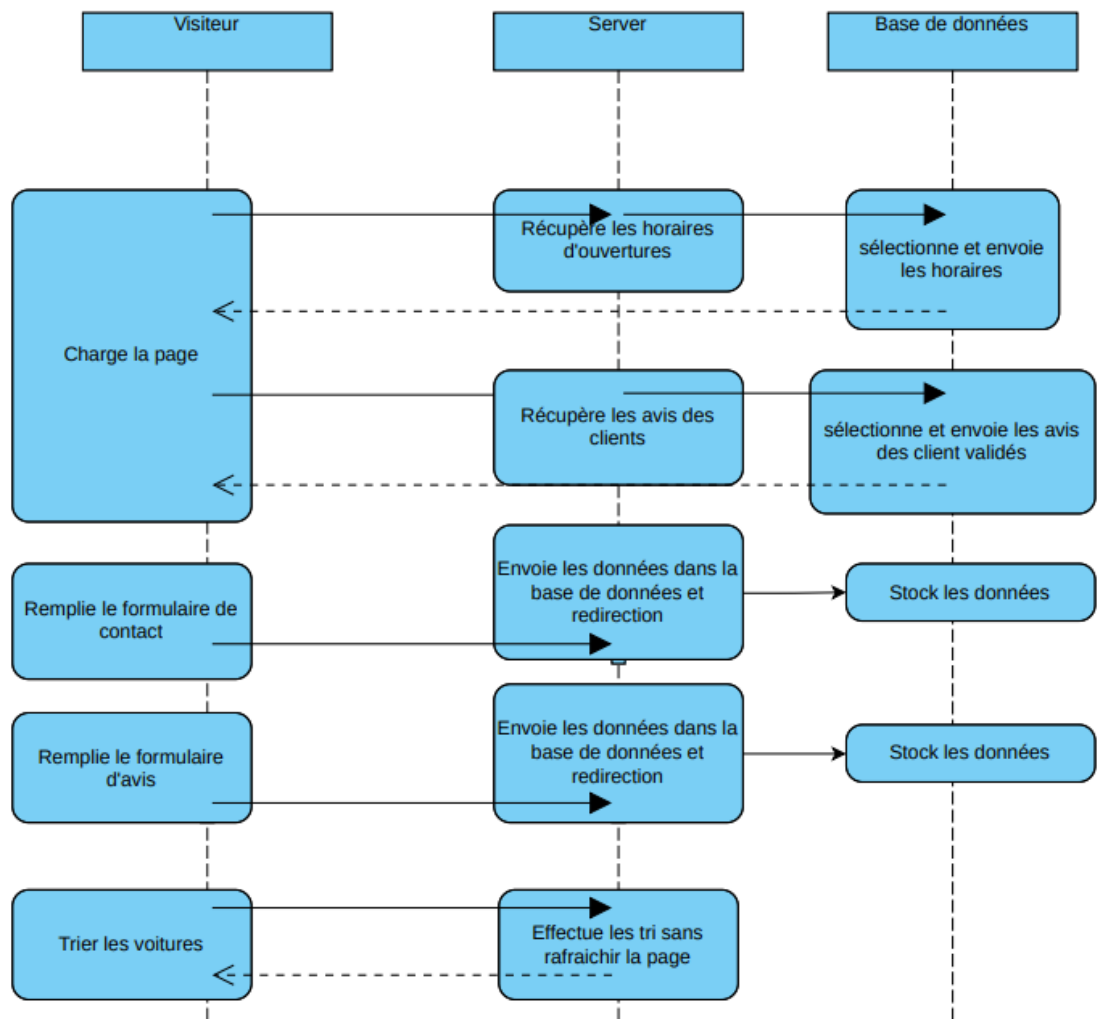 Visiteur
Server
Base de données
Récupère les horaires
d'ouvertures
sélectionne et envoie
les horaires
Charge la page
Récupère les avis des
clients
sélectionne et envoie les avis
des client validés
Remplie le formulaire de
contact
Envoie les données dans la
base de données et
redirection
Stock les données
Remplie le formulaire
d'avis
Envoie les données dans la
base de données et
redirection
Stock les données
Trier les voitures
Effectue les tri sans
rafraichir la page